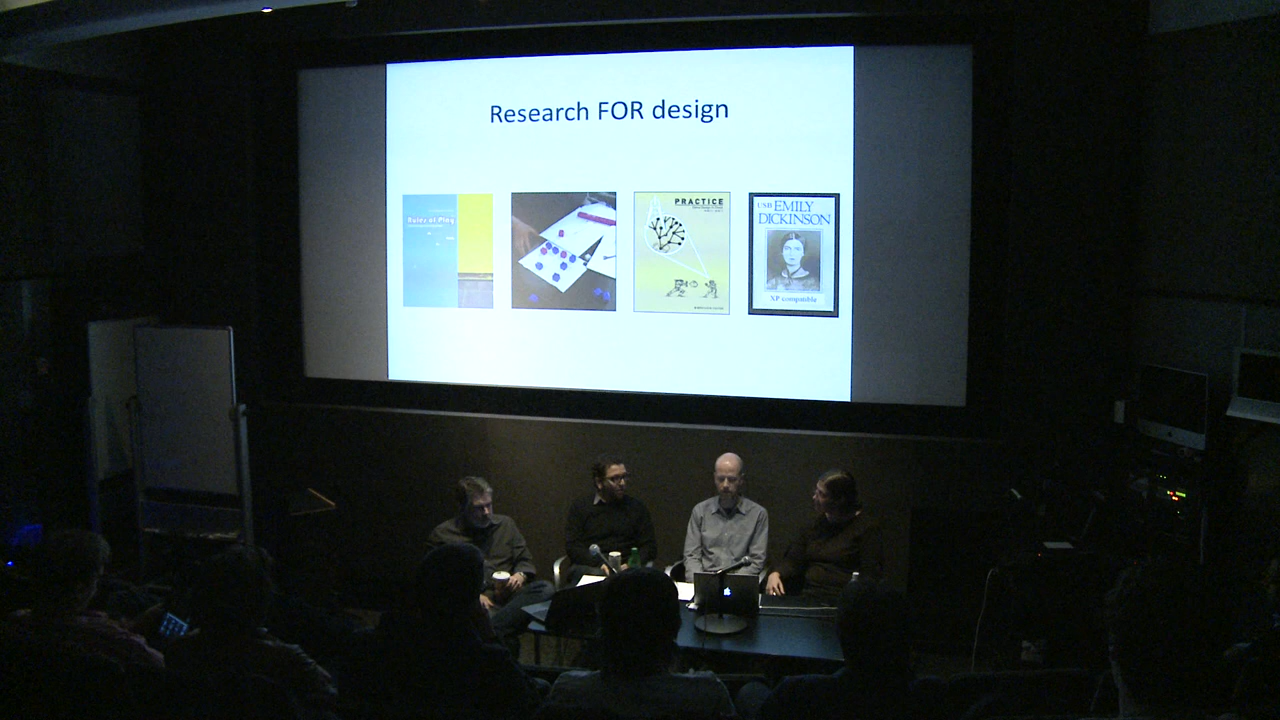 Research FOR design
Rules of Play
PRACTICE
USB EMILY
DICKINSON
XP compatible